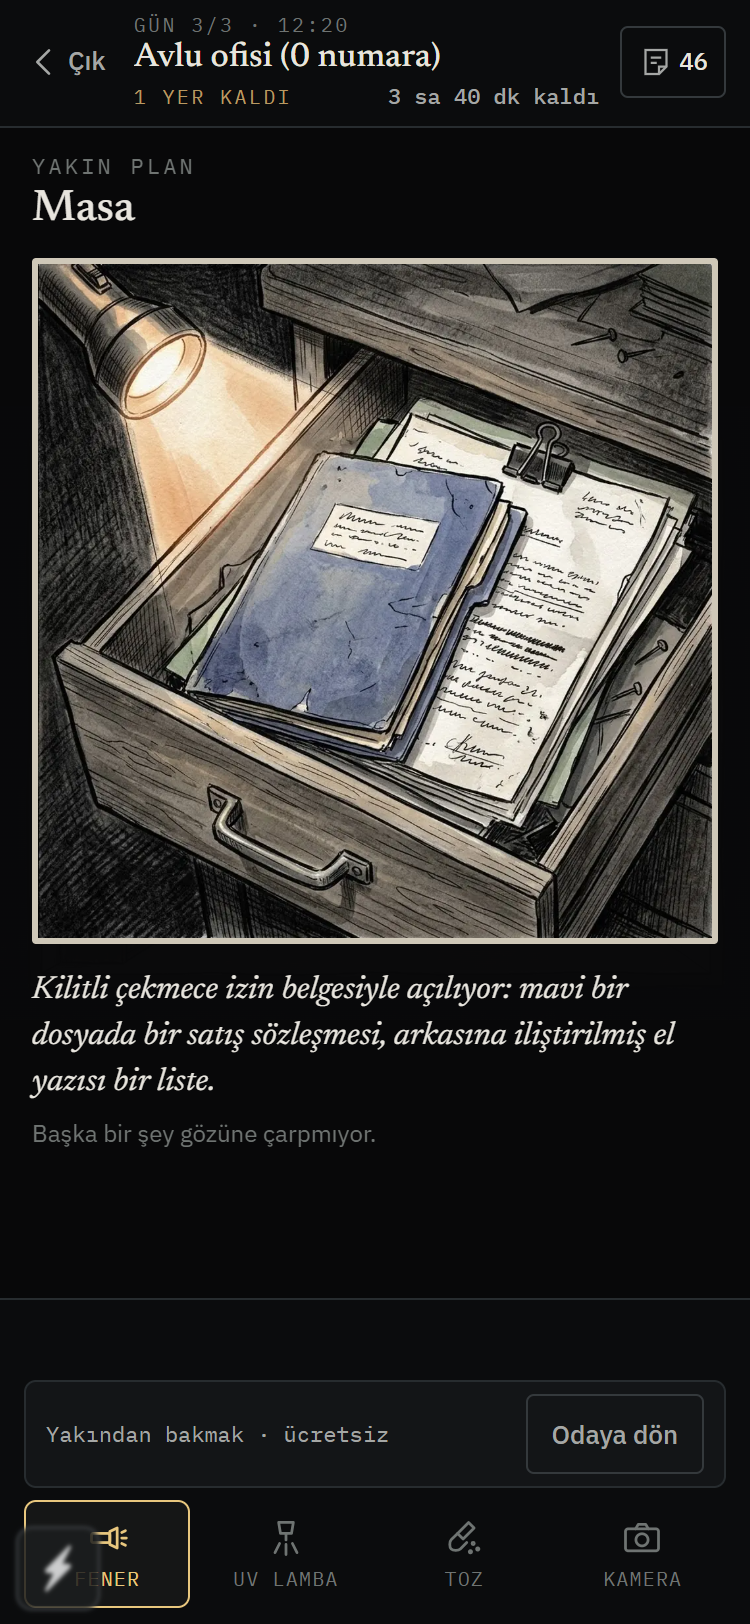 GÜN 3/3 · 12:20
Çık
Avlu ofisi (0 numara)
1 YER KALDI
3 sa 40 dk kaldı
46
YAKIN PLAN
Masa
Kilitli çekmece izin belgesiyle açılıyor: mavi bir
dosyada bir satış sözleşmesi, arkasına iliştirilmiş el
yazısı bir liste.
Başka bir şey gözüne çarpmıyor.
Yakından bakmak · ücretsiz
Odaya dön
FENER
UV LAMBA
TOZ
KAMERA